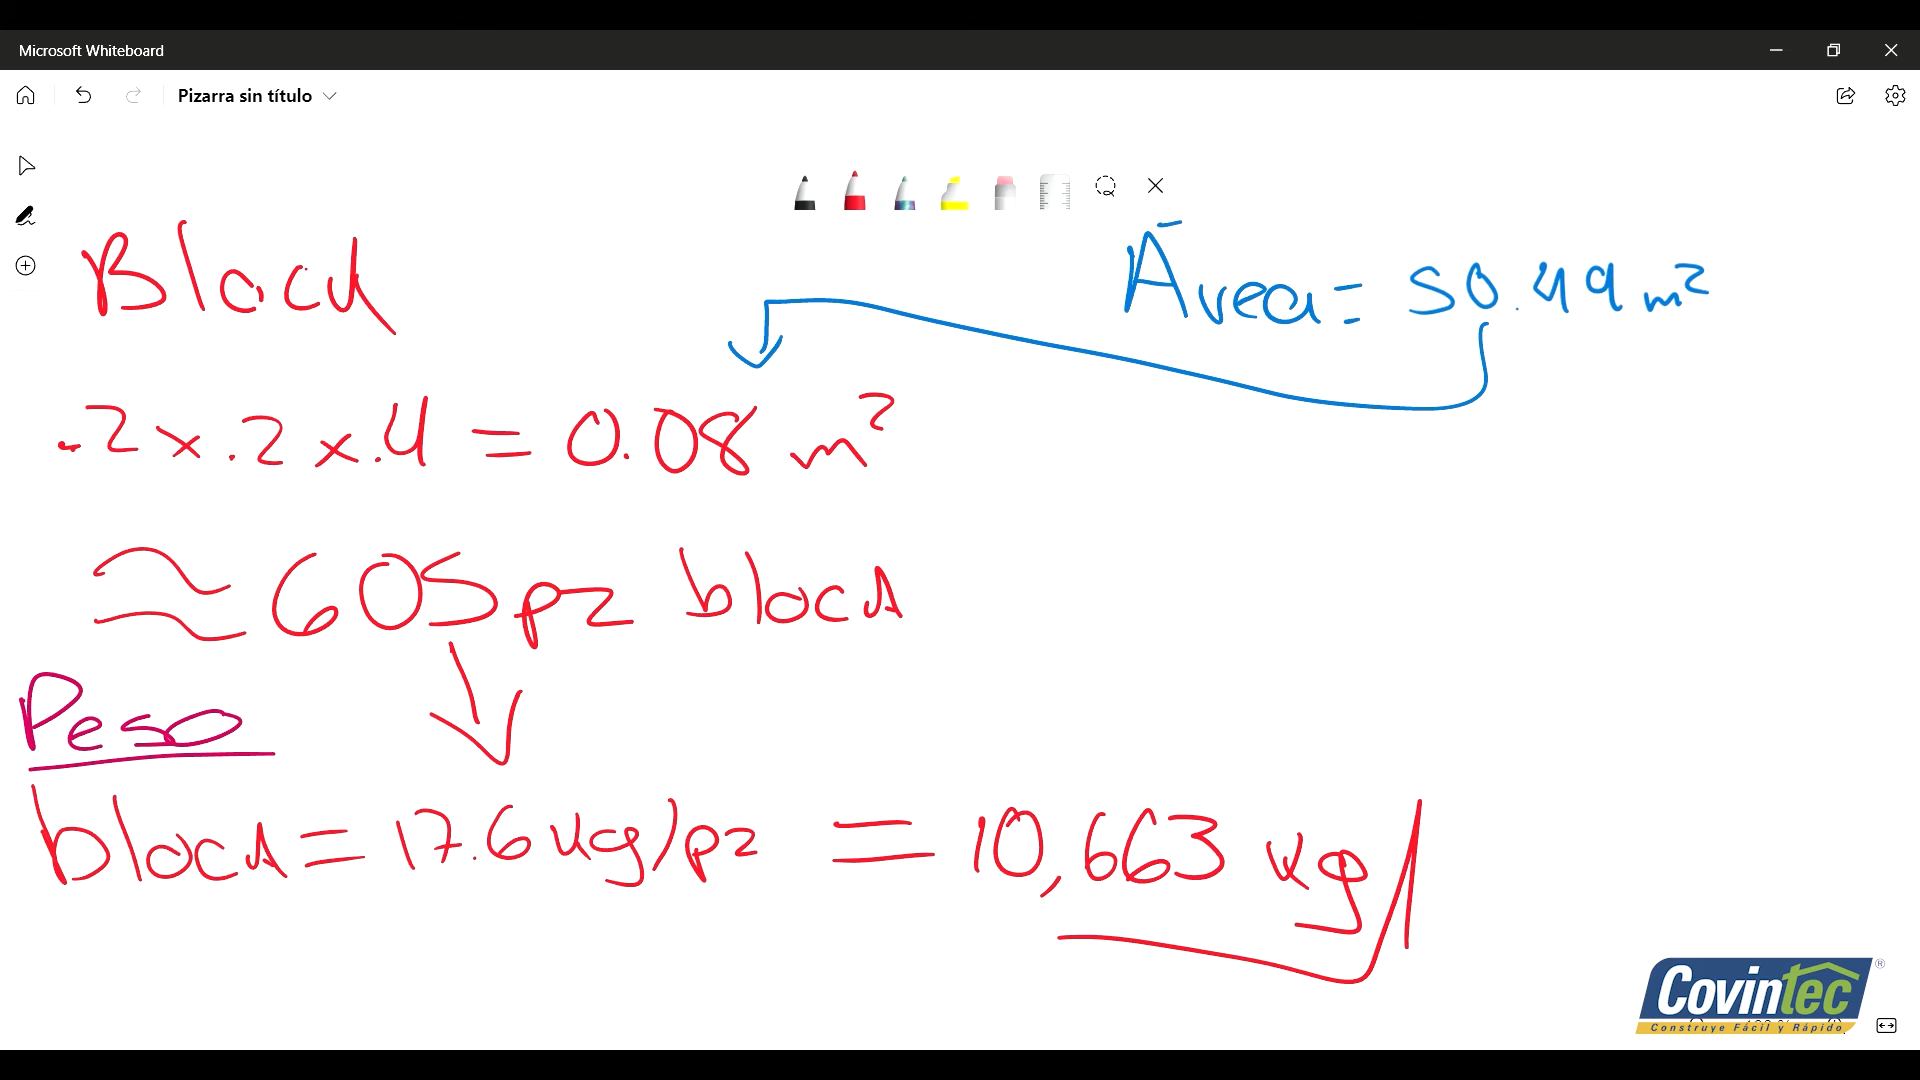 Microsoft Whiteboard
Pizarra sin título
Block
Área= 50.49 m²
.2 x .2 x .4 = 0.08 m²
≅ 605 pz block
Peso
block = 17.6 kg/pz = 10,663 kg
Covintec®
Construye Fácil y Rápido